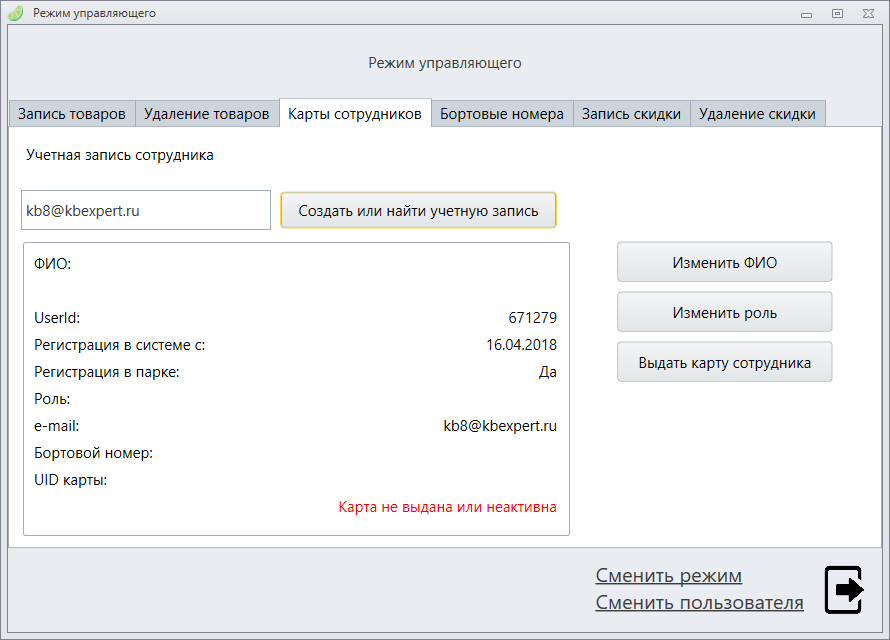 Режим управляющего
Режим управляющего
Запись товаров Удаление товаров Карты сотрудников Бортовые номера Запись скидки Удаление скидки
Учетная запись сотрудника
kb8@kbexpert.ru Создать или найти учетную запись
ФИО: Изменить ФИО
UserId: 671279 Изменить роль
Регистрация в системе с: 16.04.2018
Регистрация в парке: Да Выдать карту сотрудника
Роль:
e-mail: kb8@kbexpert.ru
Бортовой номер:
UID карты:
Карта не выдана или неактивна
Сменить режим
Сменить пользователя